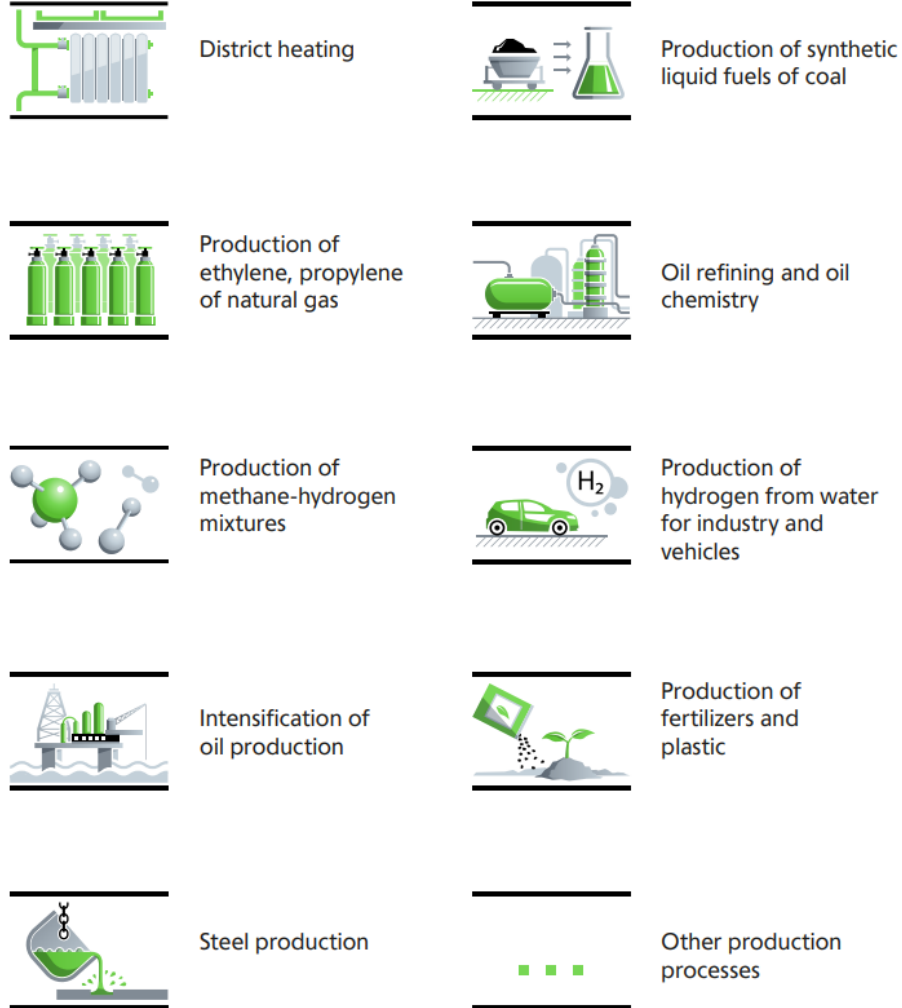 District heating
Production of synthetic
liquid fuels of coal
Production of
ethylene, propylene
of natural gas
Oil refining and oil
chemistry
Production of
methane-hydrogen
mixtures
H₂
Production of
hydrogen from water
for industry and
vehicles
Intensification of
oil production
Production of
fertilizers and
plastic
Steel production
Other production
processes